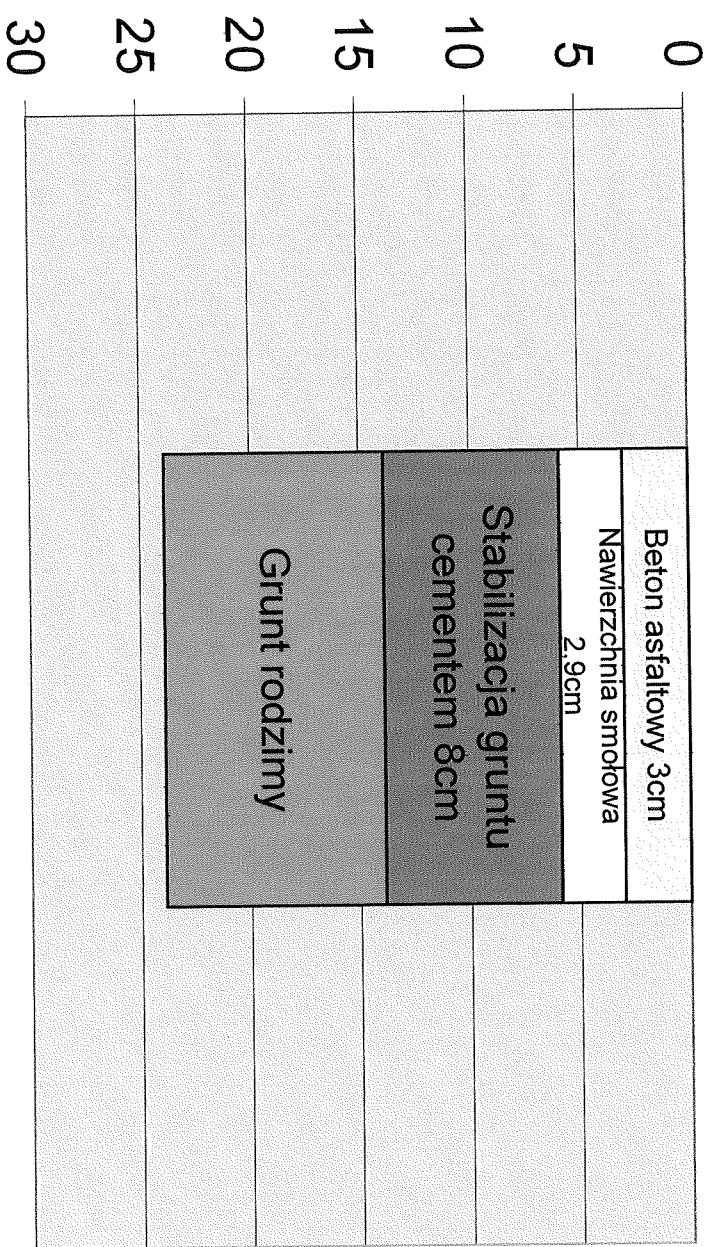 0
5
10
15
20
25
30
Beton asfaltowy 3cm
Nawierzchnia smołowa
2,9cm
Stabilizacja gruntu
cementem 8cm
Grunt rodzimy